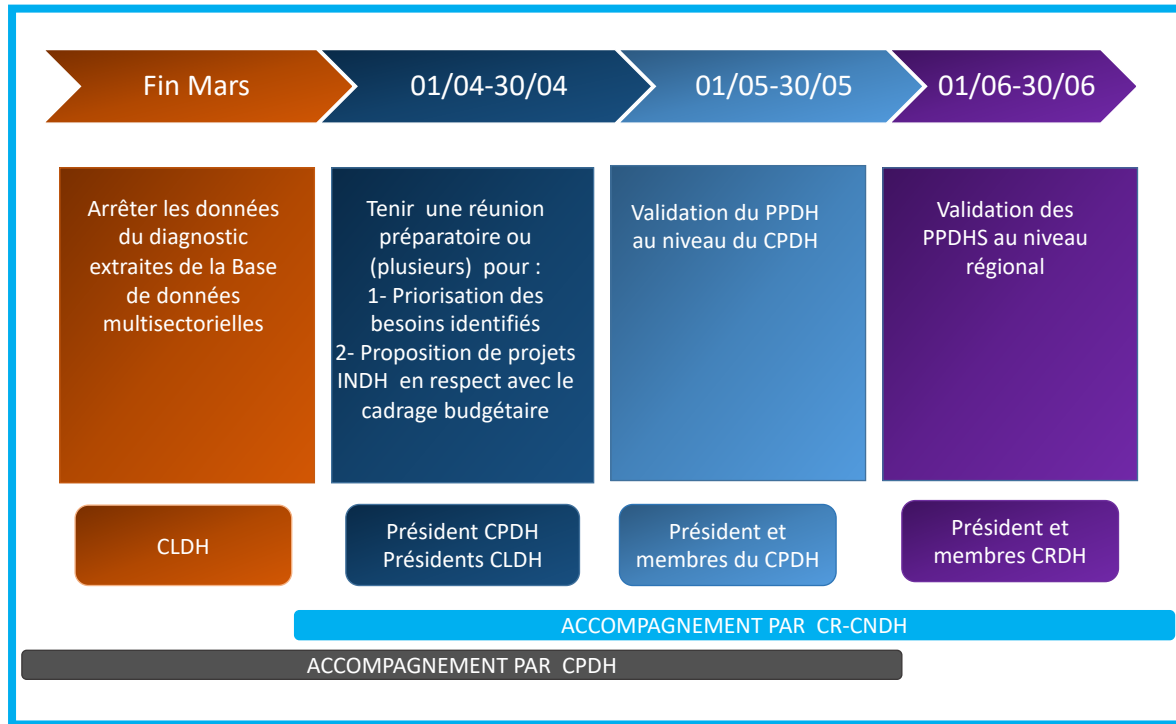 Fin Mars
01/04-30/04
01/05-30/05
01/06-30/06
Arrêter les données
du diagnostic
extraites de la Base
de données
multisectorielles
Tenir une réunion
préparatoire ou
(plusieurs) pour :
1- Priorisation des
besoins identifiés
2- Proposition de projets
INDH en respect avec le
cadrage budgétaire
Validation du PPDH
au niveau du CPDH
Validation des
PPDHS au niveau
régional
CLDH
Président CPDH
Présidents CLDH
Président et
membres du CPDH
Président et
membres CRDH
ACCOMPAGNEMENT PAR CR-CNDH
ACCOMPAGNEMENT PAR CPDH